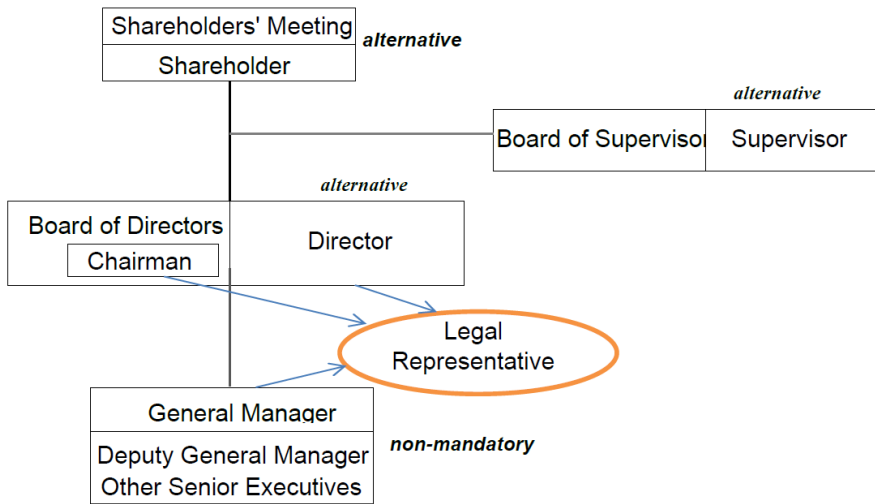 Shareholders' Meeting
alternative
Shareholder
alternative
Board of Supervisor
Supervisor
alternative
Board of Directors
Director
Chairman
Legal
Representative
General Manager
non-mandatory
Deputy General Manager
Other Senior Executives